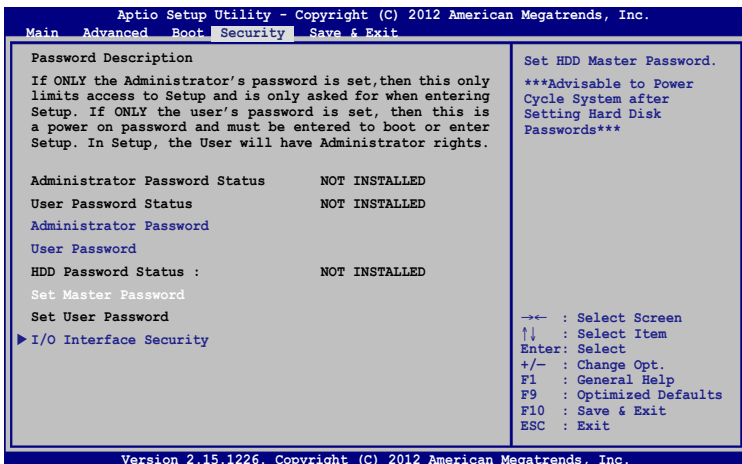 Aptio Setup Utility - Copyright (C) 2012 American Megatrends, Inc.
Main Advanced Boot Security Save & Exit
Password Description
If ONLY the Administrator's password is set,then this only
limits access to Setup and is only asked for when entering
Setup. If ONLY the user's password is set, then this is
a power on password and must be entered to boot or enter
Setup. In Setup, the User will have Administrator rights.
Administrator Password Status NOT INSTALLED
User Password Status NOT INSTALLED
Administrator Password
User Password
HDD Password Status : NOT INSTALLED
Set Master Password
Set User Password
I/O Interface Security
Set HDD Master Password.
***Advisable to Power
Cycle System after
Setting Hard Disk
Passwords***
→← : Select Screen
↑↓ : Select Item
Enter: Select
+/— : Change Opt.
F1 : General Help
F9 : Optimized Defaults
F10 : Save & Exit
ESC : Exit
Version 2.15.1226. Copyright (C) 2012 American Megatrends, Inc.